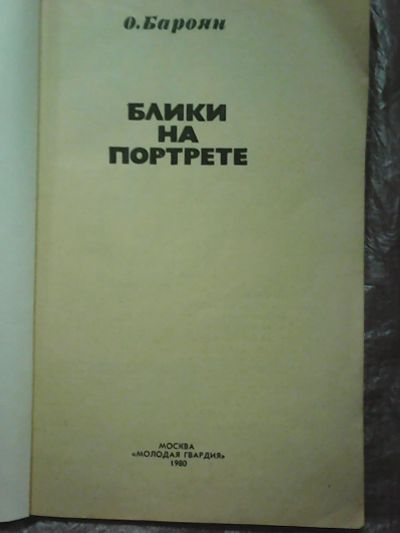 О.Бароян
БЛИКИ
НА
ПОРТРЕТЕ
МОСКВА
«МОЛОДАЯ ГВАРДИЯ»
1980